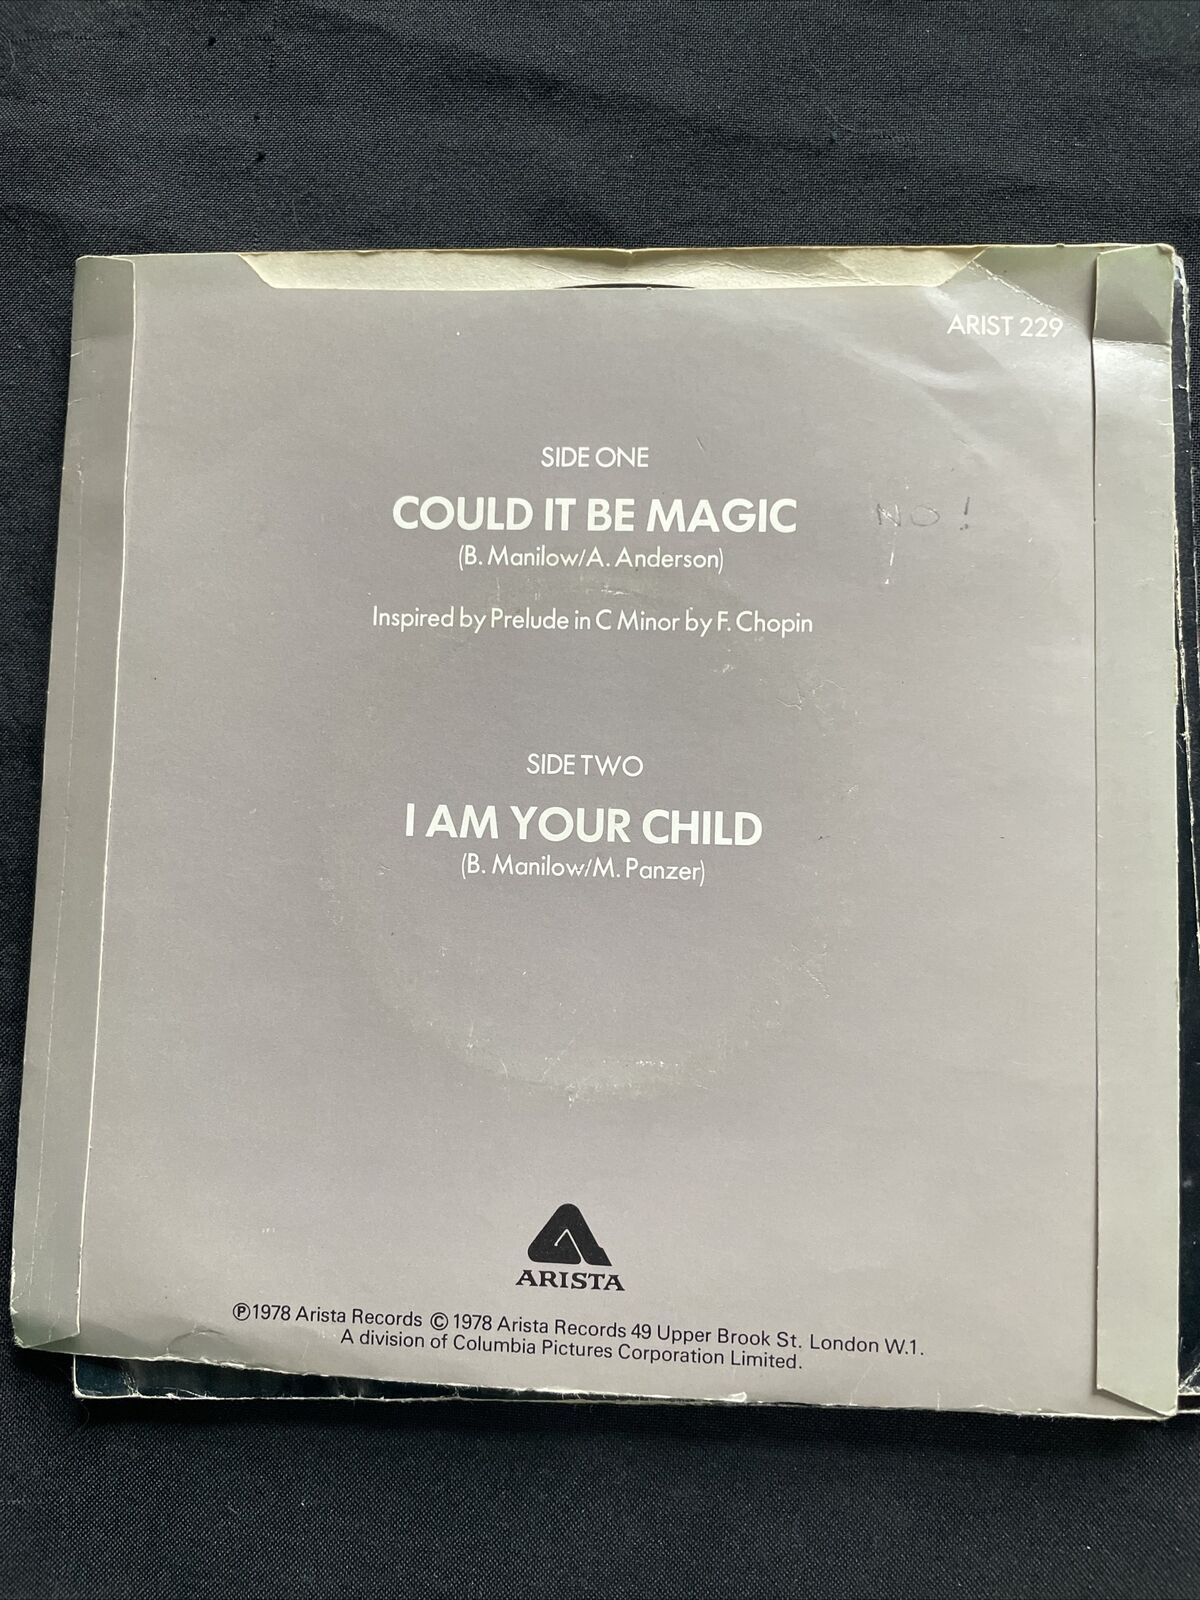 ARIST 229
SIDE ONE
COULD IT BE MAGIC NO!
(B. Manilow/A. Anderson)
Inspired by Prelude in C Minor by F. Chopin
SIDE TWO
I AM YOUR CHILD
(B. Manilow/M. Panzer)
ARISTA
℗1978 Arista Records © 1978 Arista Records 49 Upper Brook St. London W.1.
A division of Columbia Pictures Corporation Limited.